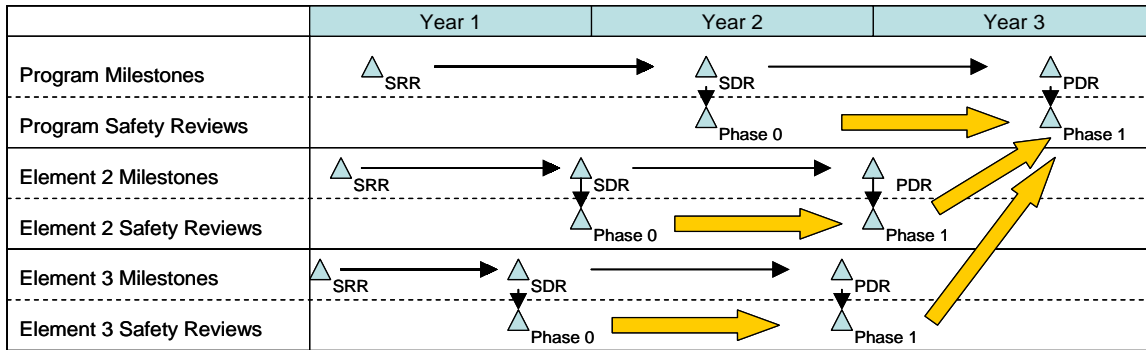 Year 1 Year 2 Year 3
Program Milestones SRR SDR PDR
Program Safety Reviews Phase 0 Phase 1
Element 2 Milestones SRR SDR PDR
Element 2 Safety Reviews Phase 0 Phase 1
Element 3 Milestones SRR SDR PDR
Element 3 Safety Reviews Phase 0 Phase 1